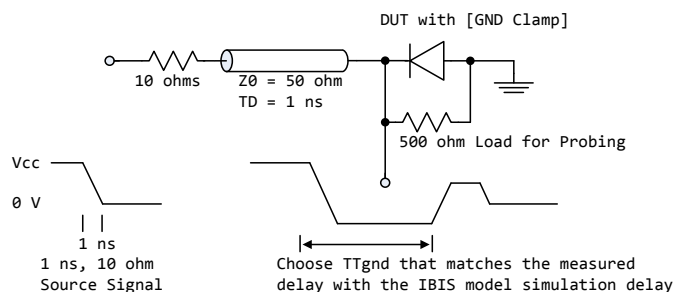 DUT with [GND Clamp]
10 ohms
Z0 = 50 ohm
TD = 1 ns
500 ohm Load for Probing
Vcc
0 V
1 ns
1 ns, 10 ohm
Source Signal
Choose TTgnd that matches the measured
delay with the IBIS model simulation delay